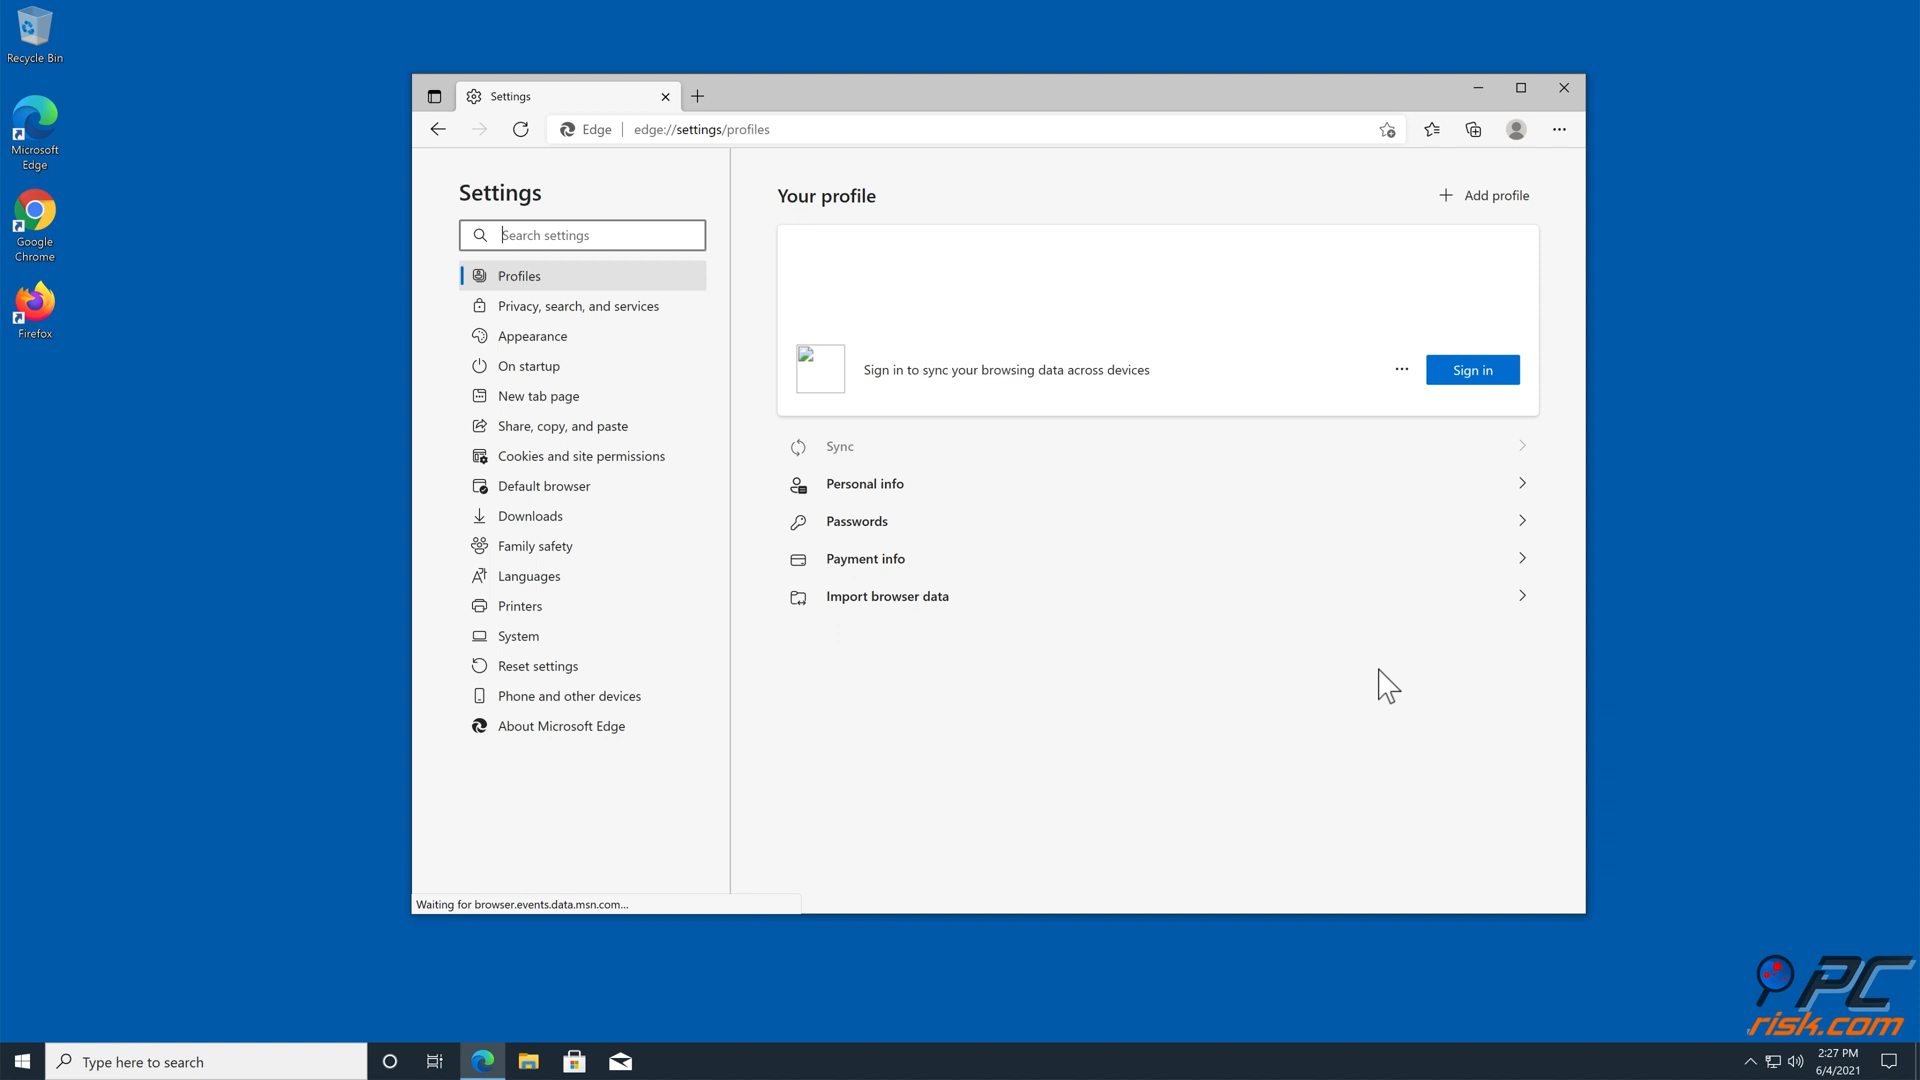 Recycle Bin
Microsoft
Edge
Google
Chrome
Firefox
Settings
Edge
edge://settings/profiles
Settings
Search settings
Profiles
Privacy, search, and services
Appearance
On startup
New tab page
Share, copy, and paste
Cookies and site permissions
Default browser
Downloads
Family safety
Languages
Printers
System
Reset settings
Phone and other devices
About Microsoft Edge
Your profile
Add profile
Sign in to sync your browsing data across devices
Sign in
Sync
Personal info
Passwords
Payment info
Import browser data
Waiting for browser.events.data.msn.com...
PC
risk.com
Type here to search
2:27 PM
6/4/2021